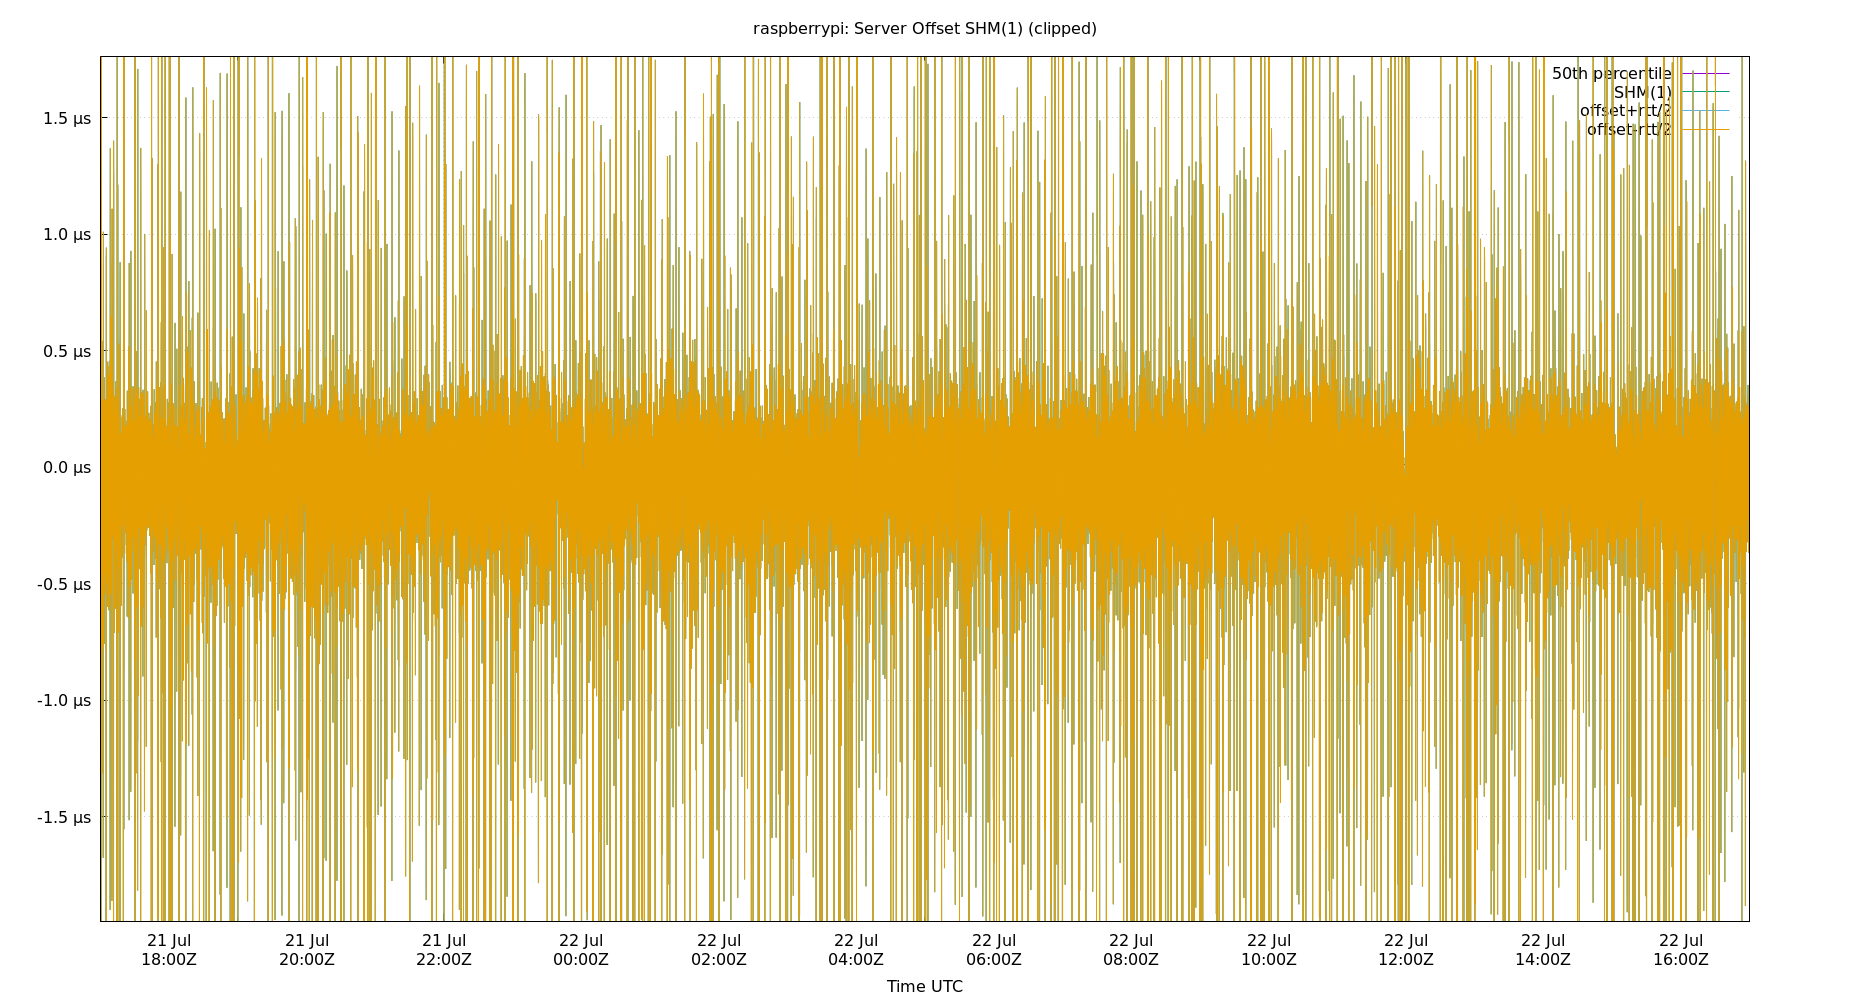 raspberrypi: Server Offset SHM(1) (clipped)
50th percentile
SHM(1)
offset+rtt/2
offset-rtt/2
1.5 µs
1.0 µs
0.5 µs
0.0 µs
-0.5 µs
-1.0 µs
-1.5 µs
21 Jul 21 Jul 21 Jul 22 Jul 22 Jul 22 Jul 22 Jul 22 Jul 22 Jul 22 Jul 22 Jul 22 Jul
18:00Z 20:00Z 22:00Z 00:00Z 02:00Z 04:00Z 06:00Z 08:00Z 10:00Z 12:00Z 14:00Z 16:00Z
Time UTC